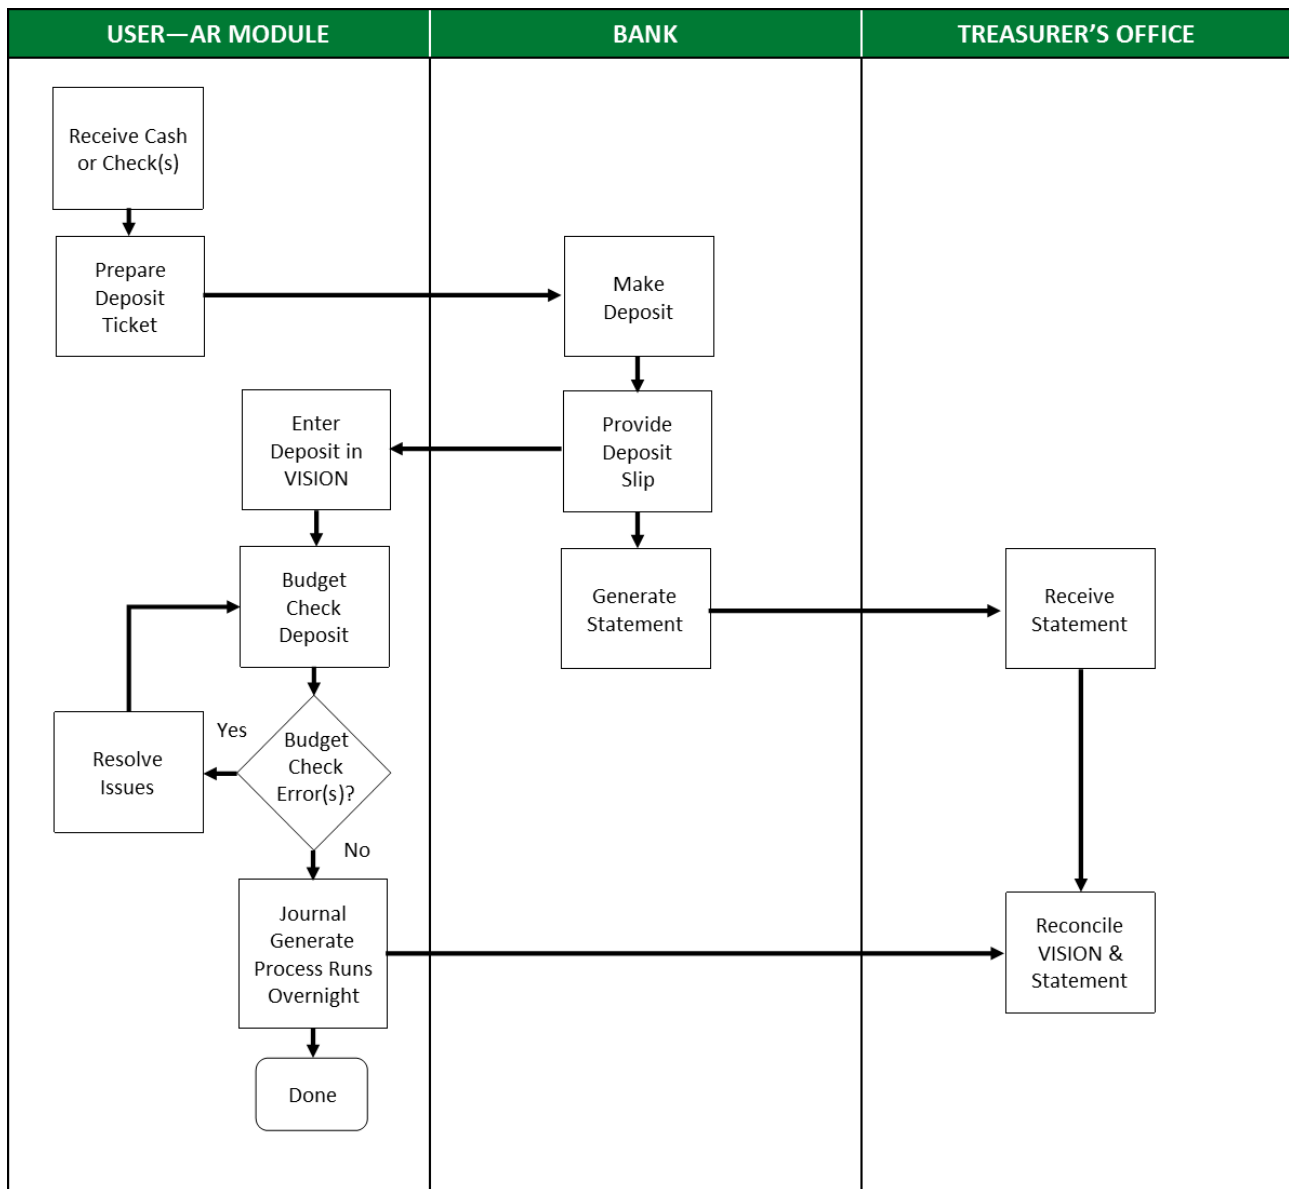 USER—AR MODULE
BANK
TREASURER'S OFFICE
Receive Cash
or Check(s)
Prepare
Deposit
Ticket
Make
Deposit
Enter
Deposit in
VISION
Provide
Deposit
Slip
Budget
Check
Deposit
Generate
Statement
Receive
Statement
Yes
Resolve
Issues
Budget
Check
Error(s)?
No
Journal
Generate
Process Runs
Overnight
Reconcile
VISION &
Statement
Done